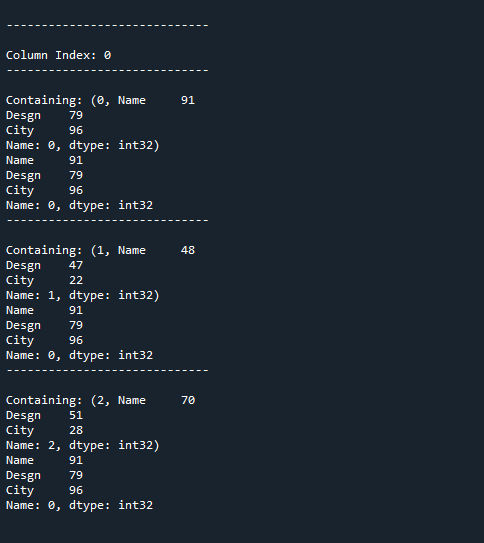 -----------------------------
Column Index: 0
-----------------------------
Containing: (0, Name     91
Desgn    79
City     96
Name: 0, dtype: int32)
Name     91
Desgn    79
City     96
Name: 0, dtype: int32
-----------------------------
Containing: (1, Name     48
Desgn    47
City     22
Name: 1, dtype: int32)
Name     91
Desgn    79
City     96
Name: 0, dtype: int32
-----------------------------
Containing: (2, Name     70
Desgn    51
City     28
Name: 2, dtype: int32)
Name     91
Desgn    79
City     96
Name: 0, dtype: int32